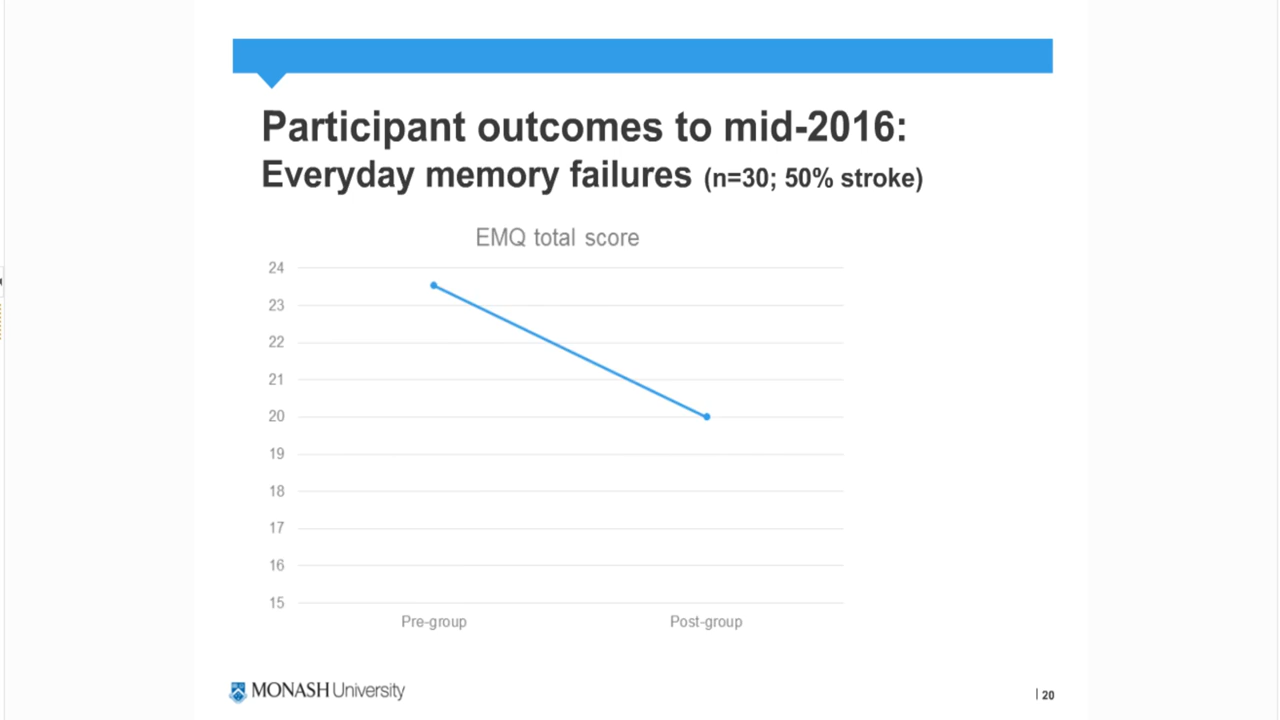 Participant outcomes to mid-2016:
Everyday memory failures (n=30; 50% stroke)
EMQ total score
24
23
22
21
20
19
18
17
16
15
Pre-group Post-group
MONASH University
20